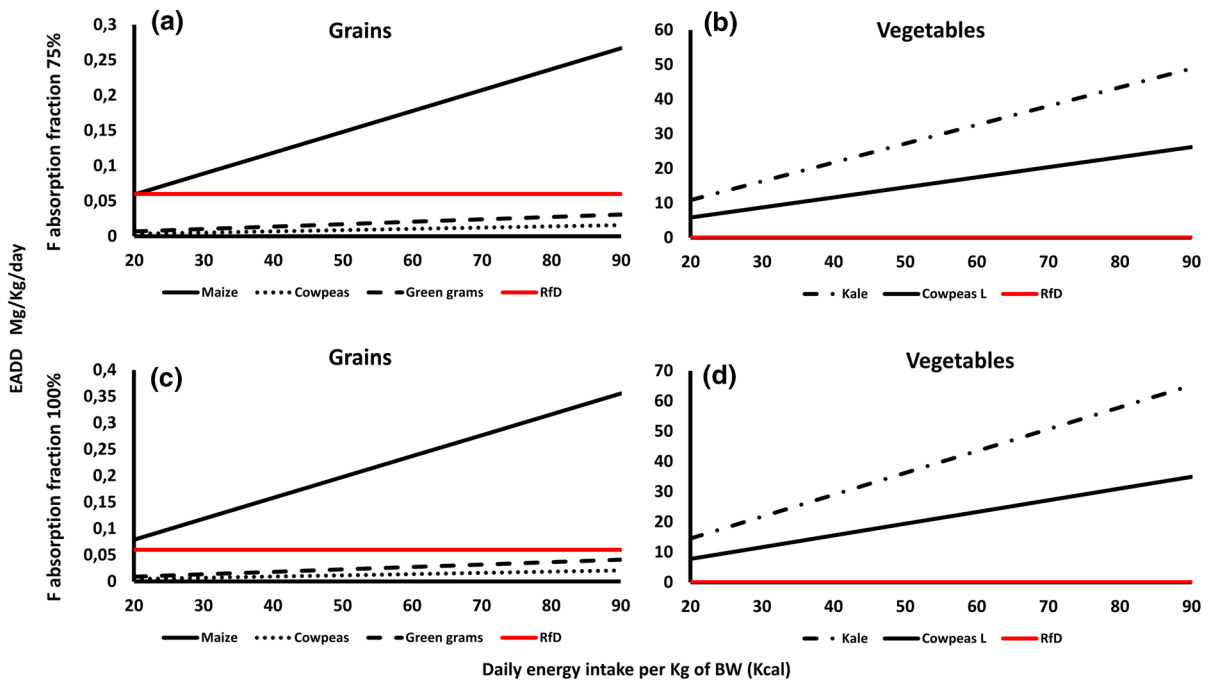 (a)
Grains
0,3
0,25
0,2
0,15
0,1
0,05
0
20 30 40 50 60 70 80 90
Maize Cowpeas Green grams RfD
F absorption fraction 75%
(b)
Vegetables
60
50
40
30
20
10
0
20 30 40 50 60 70 80 90
Kale Cowpeas L RfD
EADD Mg/Kg/day
(c)
Grains
0,4
0,35
0,3
0,25
0,2
0,15
0,1
0,05
0
20 30 40 50 60 70 80 90
Maize Cowpeas Green grams RfD
F absorption fraction 100%
(d)
Vegetables
70
60
50
40
30
20
10
0
20 30 40 50 60 70 80 90
Kale Cowpeas L RfD
Daily energy intake per Kg of BW (Kcal)